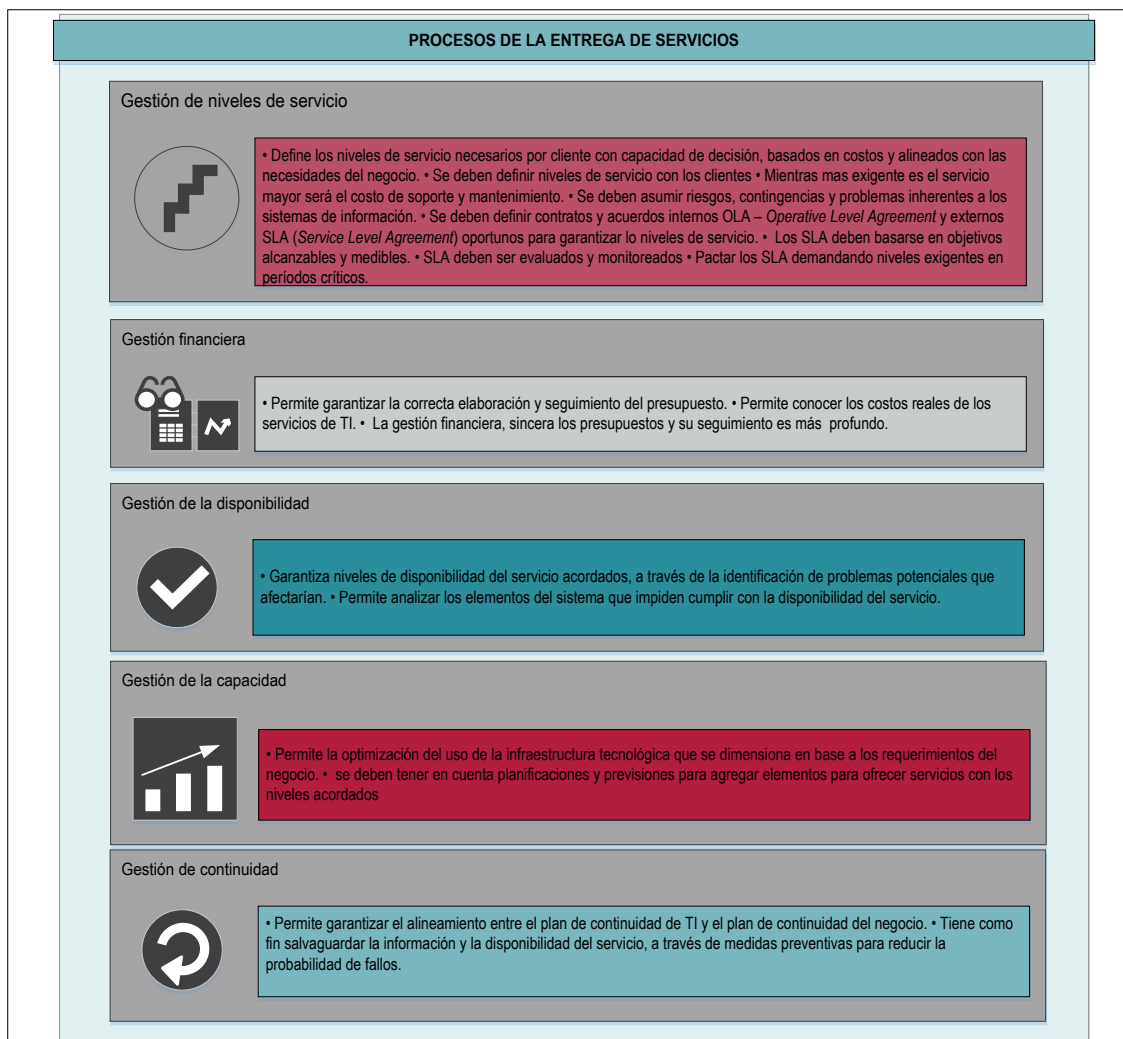 PROCESOS DE LA ENTREGA DE SERVICIOS
Gestión de niveles de servicio
• Define los niveles de servicio necesarios por cliente con capacidad de decisión, basados en costos y alineados con las
necesidades del negocio. • Se deben definir niveles de servicio con los clientes • Mientras mas exigente es el servicio
mayor será el costo de soporte y mantenimiento. • Se deben asumir riesgos, contingencias y problemas inherentes a los
sistemas de información. • Se deben definir contratos y acuerdos internos OLA – Operative Level Agreement y externos
SLA (Service Level Agreement) oportunos para garantizar lo niveles de servicio. • Los SLA deben basarse en objetivos
alcanzables y medibles. • SLA deben ser evaluados y monitoreados • Pactar los SLA demandando niveles exigentes en
períodos críticos.
Gestión financiera
• Permite garantizar la correcta elaboración y seguimiento del presupuesto. • Permite conocer los costos reales de los
servicios de TI. • La gestión financiera, sincera los presupuestos y su seguimiento es más profundo.
Gestión de la disponibilidad
• Garantiza niveles de disponibilidad del servicio acordados, a través de la identificación de problemas potenciales que
afectarían. • Permite analizar los elementos del sistema que impiden cumplir con la disponibilidad del servicio.
Gestión de la capacidad
• Permite la optimización del uso de la infraestructura tecnológica que se dimensiona en base a los requerimientos del
negocio. • se deben tener en cuenta planificaciones y previsiones para agregar elementos para ofrecer servicios con los
niveles acordados
Gestión de continuidad
• Permite garantizar el alineamiento entre el plan de continuidad de TI y el plan de continuidad del negocio. • Tiene como
fin salvaguardar la información y la disponibilidad del servicio, a través de medidas preventivas para reducir la
probabilidad de fallos.